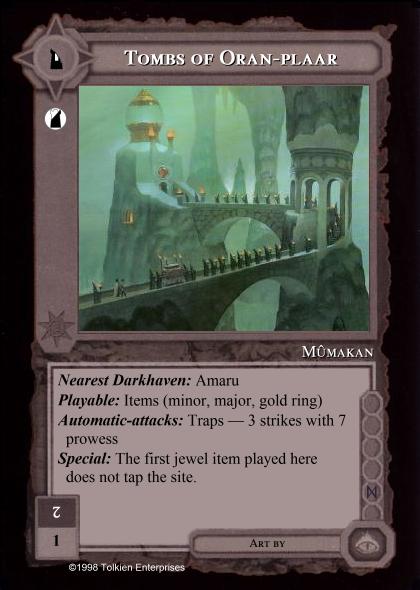 Tombs of Oran-plaar
Mûmakan
Nearest Darkhaven: Amaru
Playable: Items (minor, major, gold ring)
Automatic-attacks: Traps — 3 strikes with 7
prowess
Special: The first jewel item played here
does not tap the site.
2
1
Art by
©1998 Tolkien Enterprises